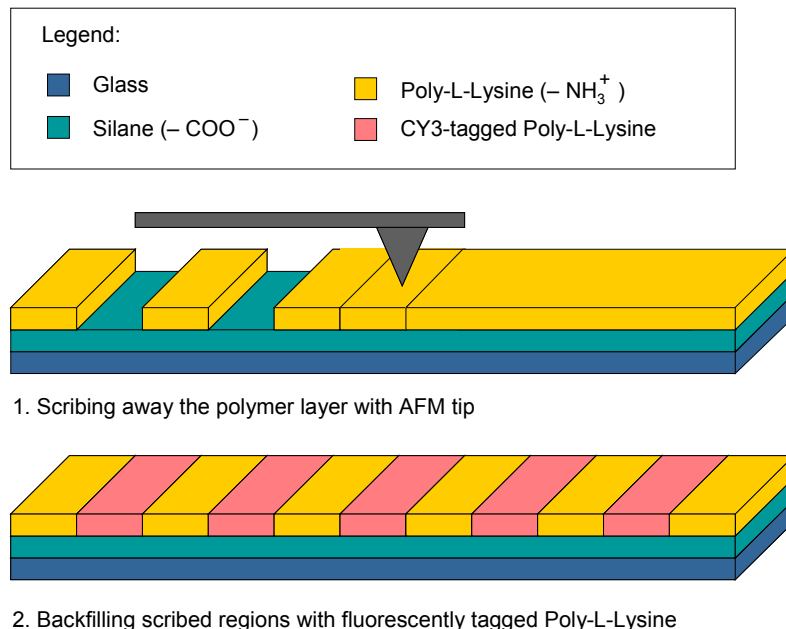 Legend:
Glass
Poly-L-Lysine (– NH₃⁺ )
Silane (– COO⁻)
CY3-tagged Poly-L-Lysine
1. Scribing away the polymer layer with AFM tip
2. Backfilling scribed regions with fluorescently tagged Poly-L-Lysine